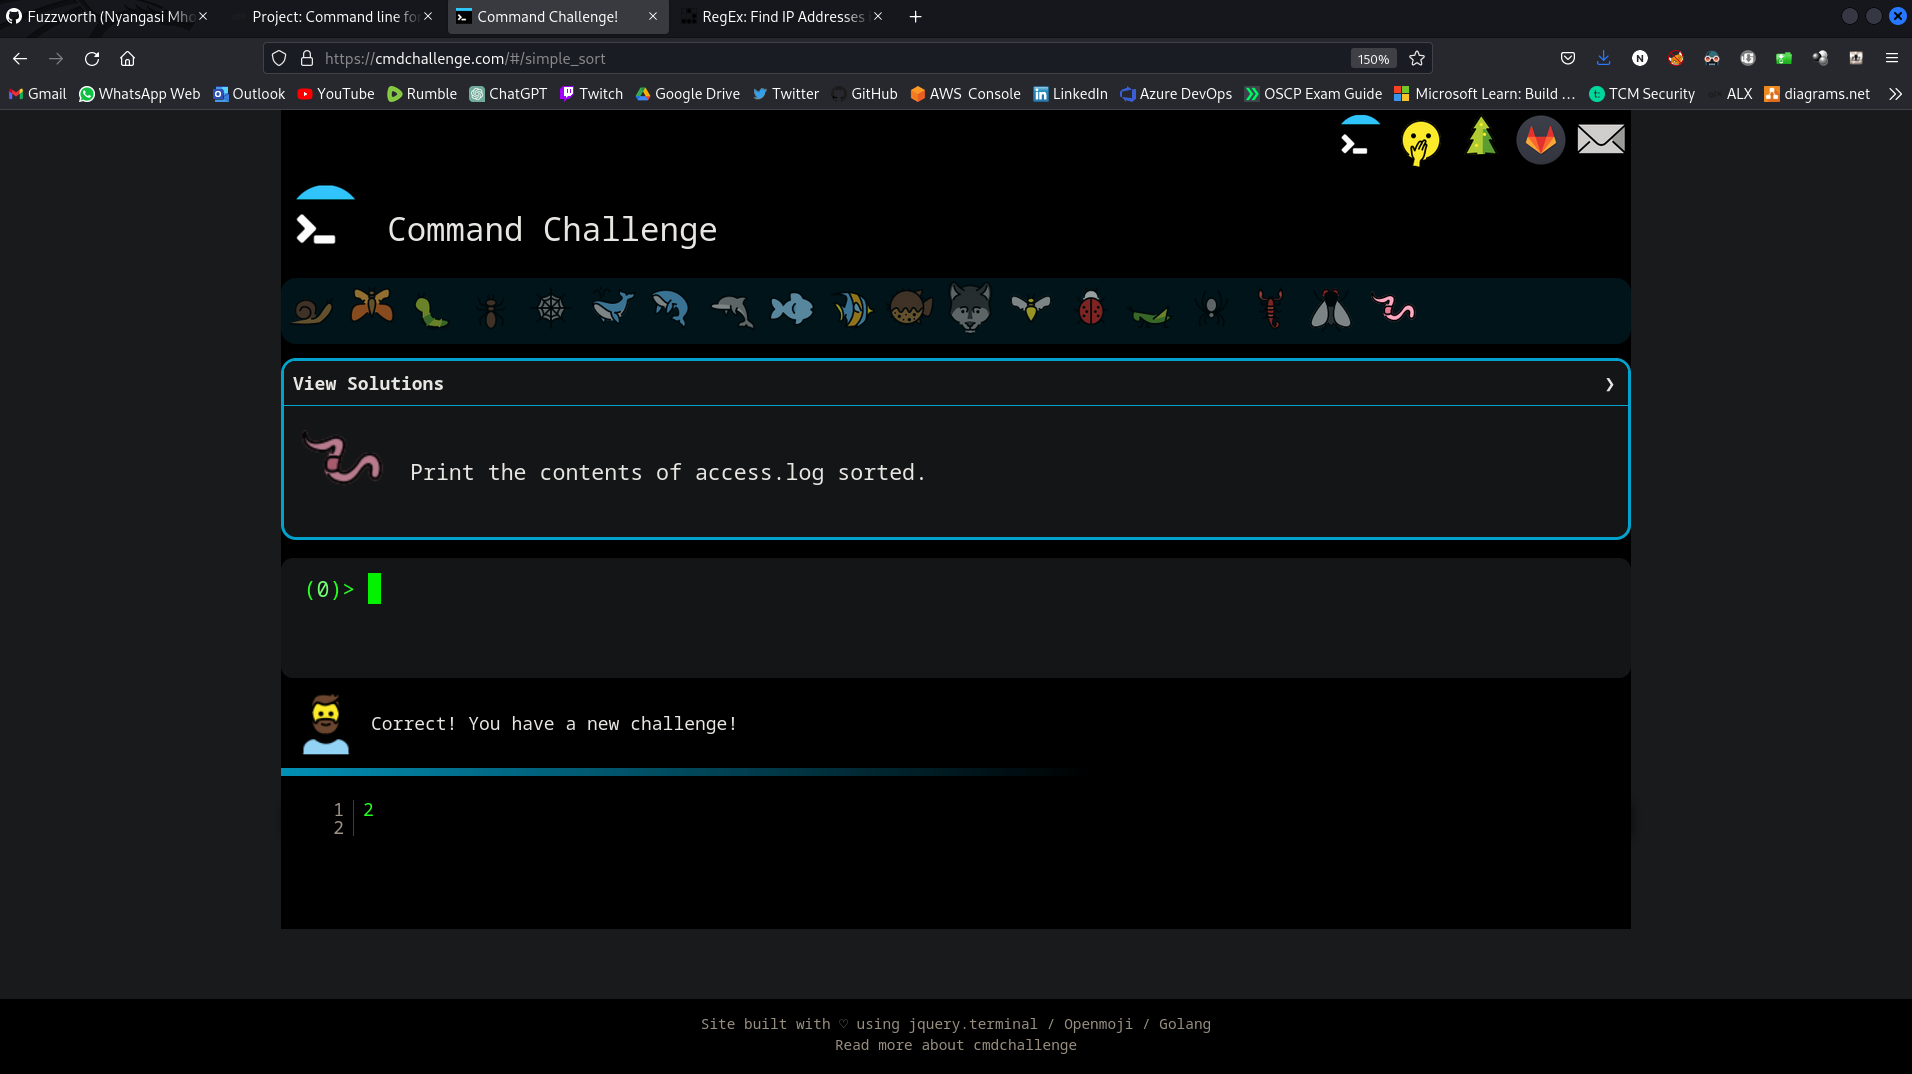 Fuzzworth (Nyangasi Mho
Project: Command line fo
Command Challenge!
RegEx: Find IP Addresses
https://cmdchallenge.com/#/simple_sort
150%
Gmail
WhatsApp Web
Outlook
YouTube
Rumble
ChatGPT
Twitch
Google Drive
Twitter
GitHub
AWS Console
LinkedIn
Azure DevOps
OSCP Exam Guide
Microsoft Learn: Build ...
TCM Security
ALX
diagrams.net
Command Challenge
View Solutions
Print the contents of access.log sorted.
(0)>
Correct! You have a new challenge!
1 2
2
Site built with ♡ using jquery.terminal / Openmoji / Golang
Read more about cmdchallenge